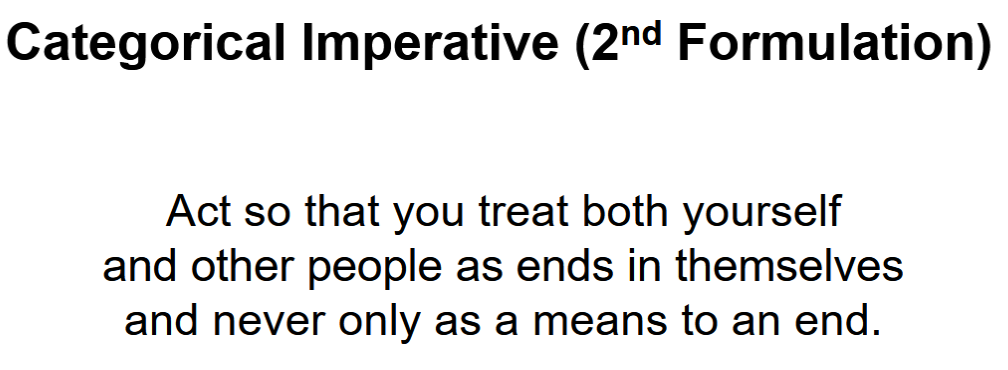 Categorical Imperative (2nd Formulation)
Act so that you treat both yourself
and other people as ends in themselves
and never only as a means to an end.